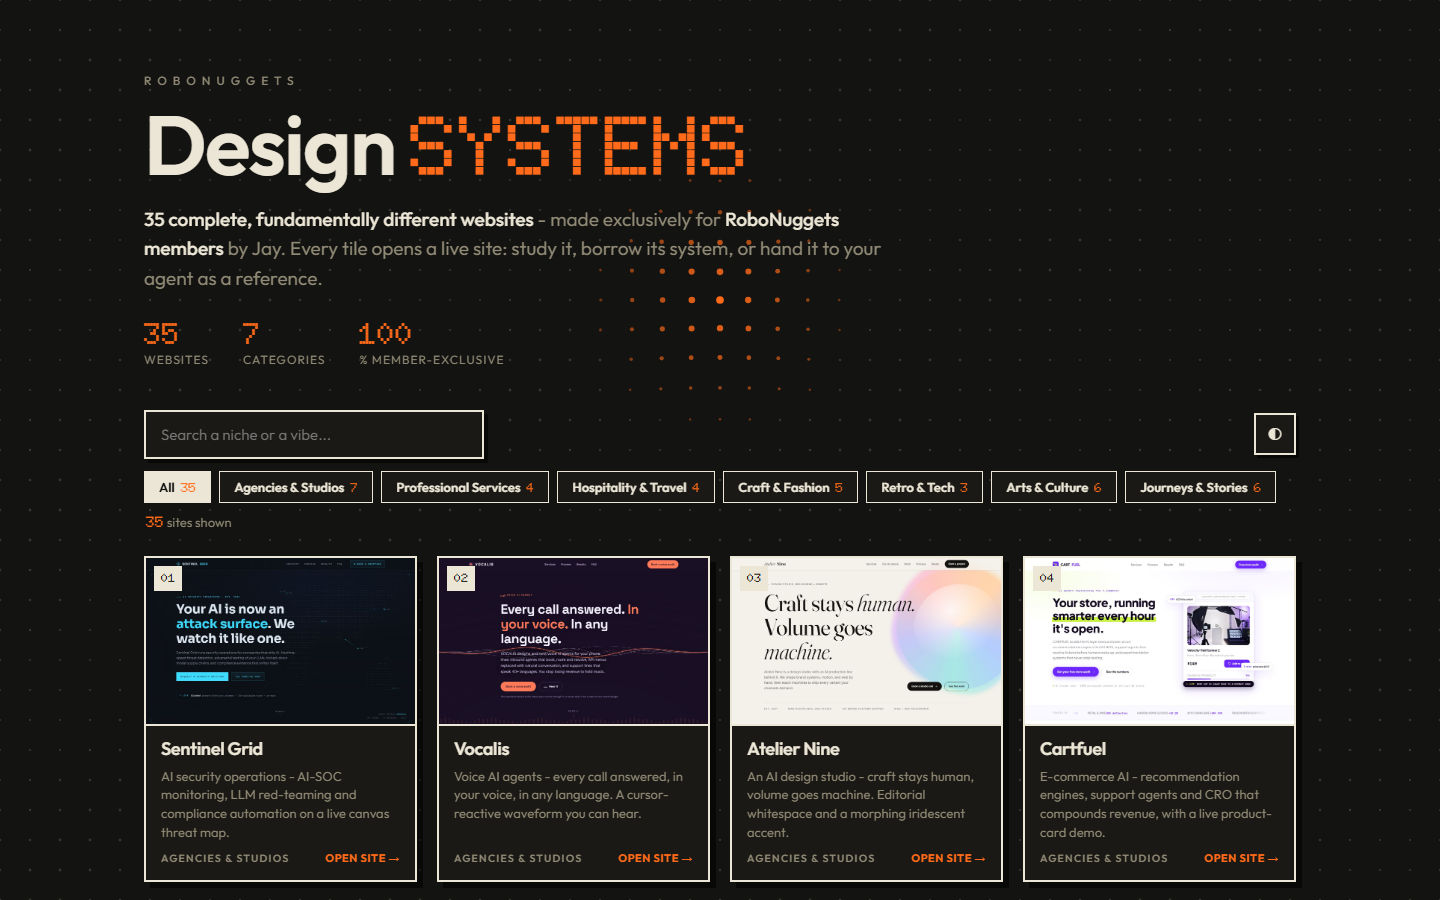 ROBONUGGETS
Design SYSTEMS
35 complete, fundamentally different websites - made exclusively for RoboNuggets
members by Jay. Every tile opens a live site: study it, borrow its system, or hand it to your
agent as a reference.
35 7 100
WEBSITES CATEGORIES % MEMBER-EXCLUSIVE
Search a niche or a vibe...
All 35 Agencies & Studios 7 Professional Services 4 Hospitality & Travel 4 Craft & Fashion 5 Retro & Tech 3 Arts & Culture 6 Journeys & Stories 6
35 sites shown
SENTINEL GRID
01
Your AI is now an
attack surface. We
watch it like one.
Sentinel Grid
AI security operations - AI-SOC
monitoring, LLM red-teaming and
compliance automation on a live canvas
threat map.
AGENCIES & STUDIOS OPEN SITE →
VOCALIS
02
Every call answered. In
your voice. In any
language.
Vocalis
Voice AI agents - every call answered, in
your voice, in any language. A cursor-
reactive waveform you can hear.
AGENCIES & STUDIOS OPEN SITE →
Atelier Nine
03
Craft stays human.
Volume goes
machine.
Atelier Nine
An AI design studio - craft stays human,
volume goes machine. Editorial
whitespace and a morphing iridescent
accent.
AGENCIES & STUDIOS OPEN SITE →
CART FUEL
04
Your store, running
smarter every hour
it's open.
Cartfuel
E-commerce AI - recommendation
engines, support agents and CRO that
compounds revenue, with a live product-
card demo.
AGENCIES & STUDIOS OPEN SITE →